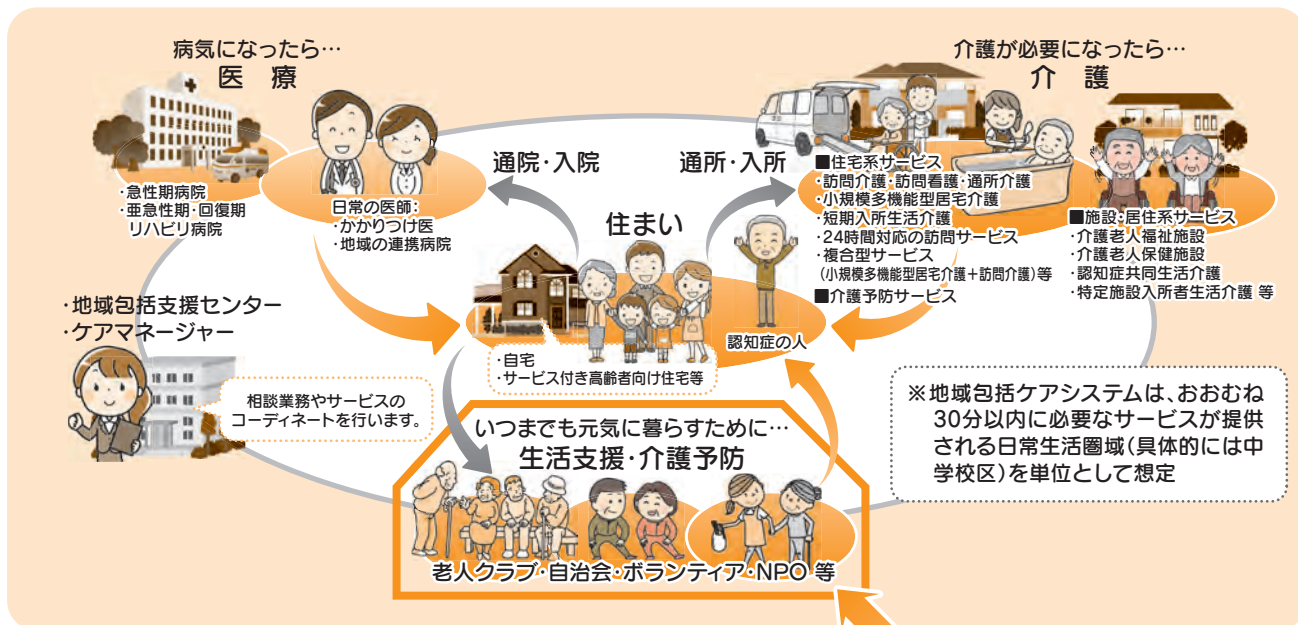 病気になったら…
医 療
・急性期病院
・亜急性期・回復期
リハビリ病院
日常の医師：
・かかりつけ医
・地域の連携病院
通院・入院
通所・入所
介護が必要になったら…
介 護
■住宅系サービス
・訪問介護・訪問看護・通所介護
・小規模多機能型居宅介護
・短期入所生活介護
・24時間対応の訪問サービス
・複合型サービス
（小規模多機能型居宅介護＋訪問介護）等
■介護予防サービス
■施設・居住系サービス
・介護老人福祉施設
・介護老人保健施設
・認知症共同生活介護
・特定施設入所者生活介護 等
住まい
認知症の人
・自宅
・サービス付き高齢者向け住宅等
・地域包括支援センター
・ケアマネージャー
相談業務やサービスの
コーディネートを行います。
いつまでも元気に暮らすために…
生活支援・介護予防
老人クラブ・自治会・ボランティア・NPO 等
※地域包括ケアシステムは、おおむね
30分以内に必要なサービスが提供
される日常生活圏域（具体的には中
学校区）を単位として想定